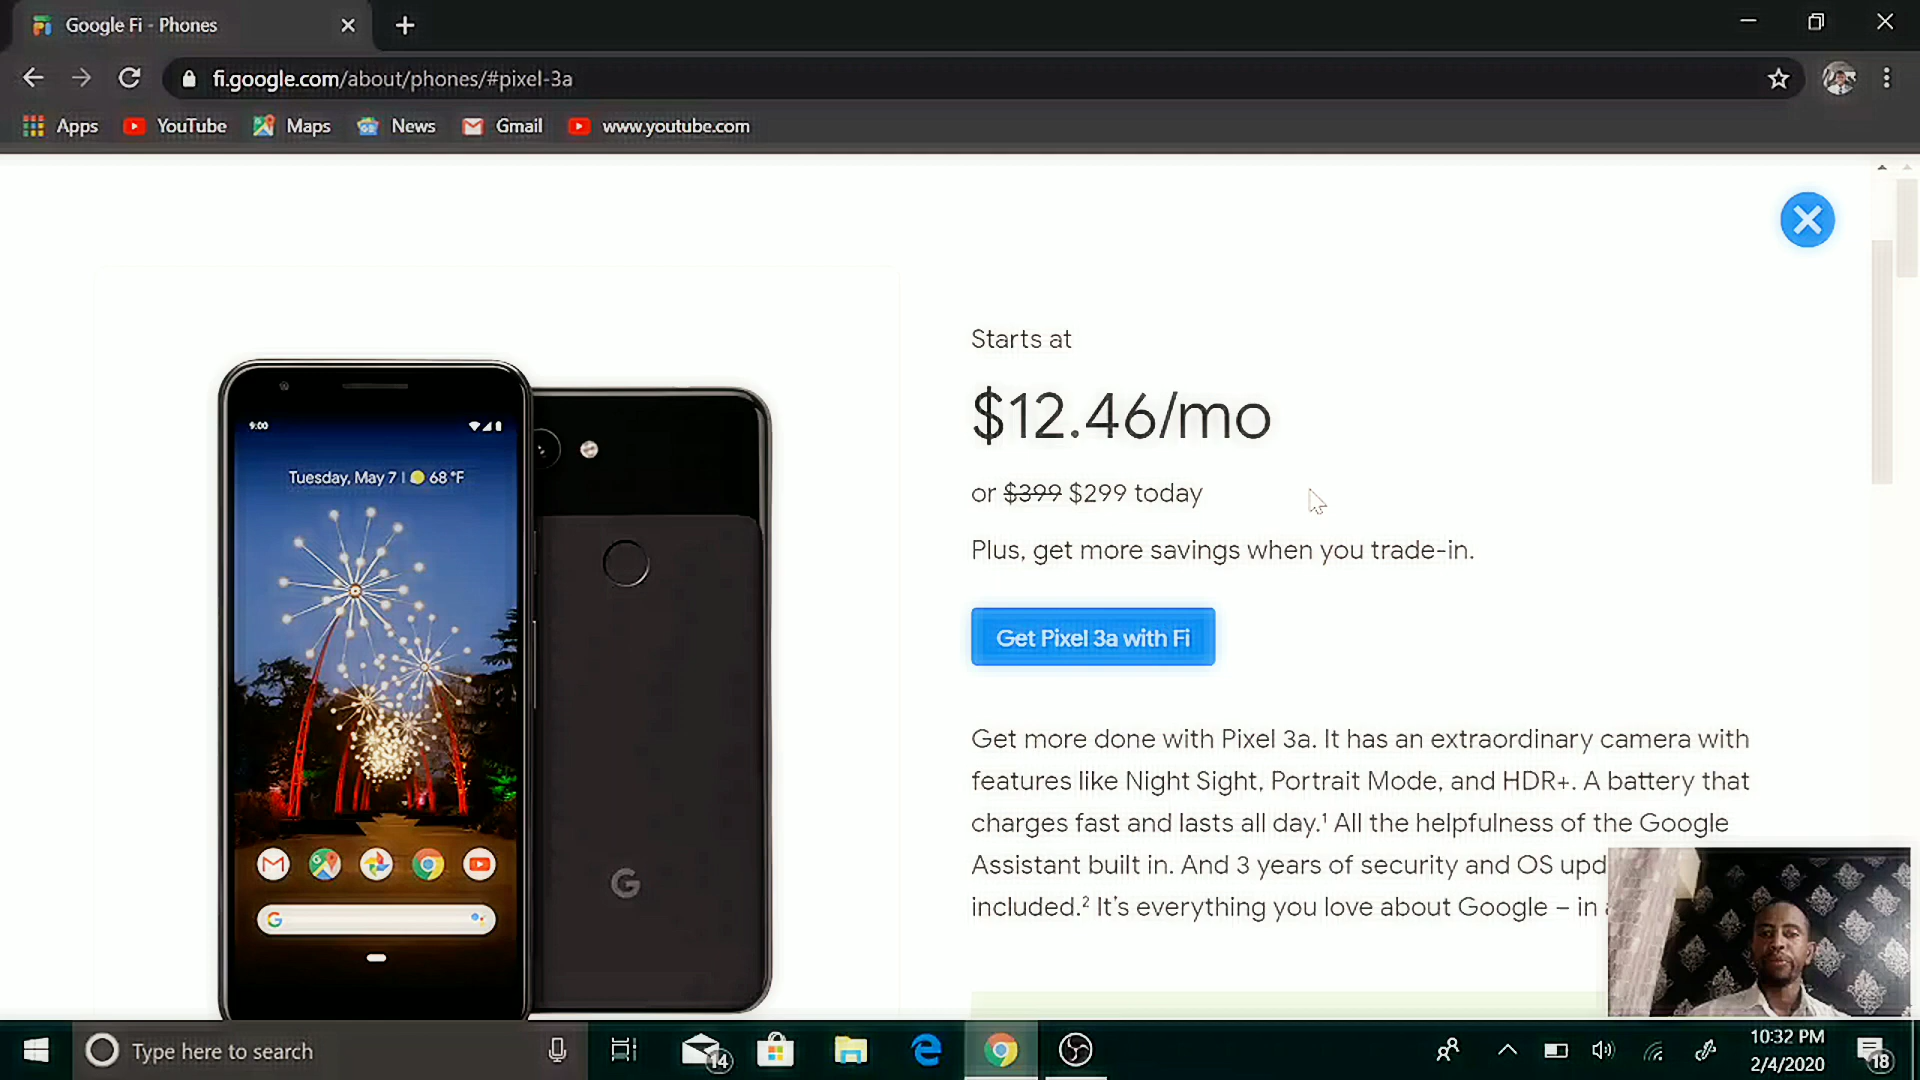 Google Fi - Phones
fi.google.com/about/phones/#pixel-3a
Apps YouTube Maps News Gmail www.youtube.com
Starts at
$12.46/mo
or $399 $299 today
Plus, get more savings when you trade-in.
Get Pixel 3a with Fi
Get more done with Pixel 3a. It has an extraordinary camera with
features like Night Sight, Portrait Mode, and HDR+. A battery that
charges fast and lasts all day.¹ All the helpfulness of the Google
Assistant built in. And 3 years of security and OS upd
included.² It's everything you love about Google – in
9:00
Tuesday, May 7 | 68 °F
G
Type here to search
14
10:32 PM
2/4/2020
18